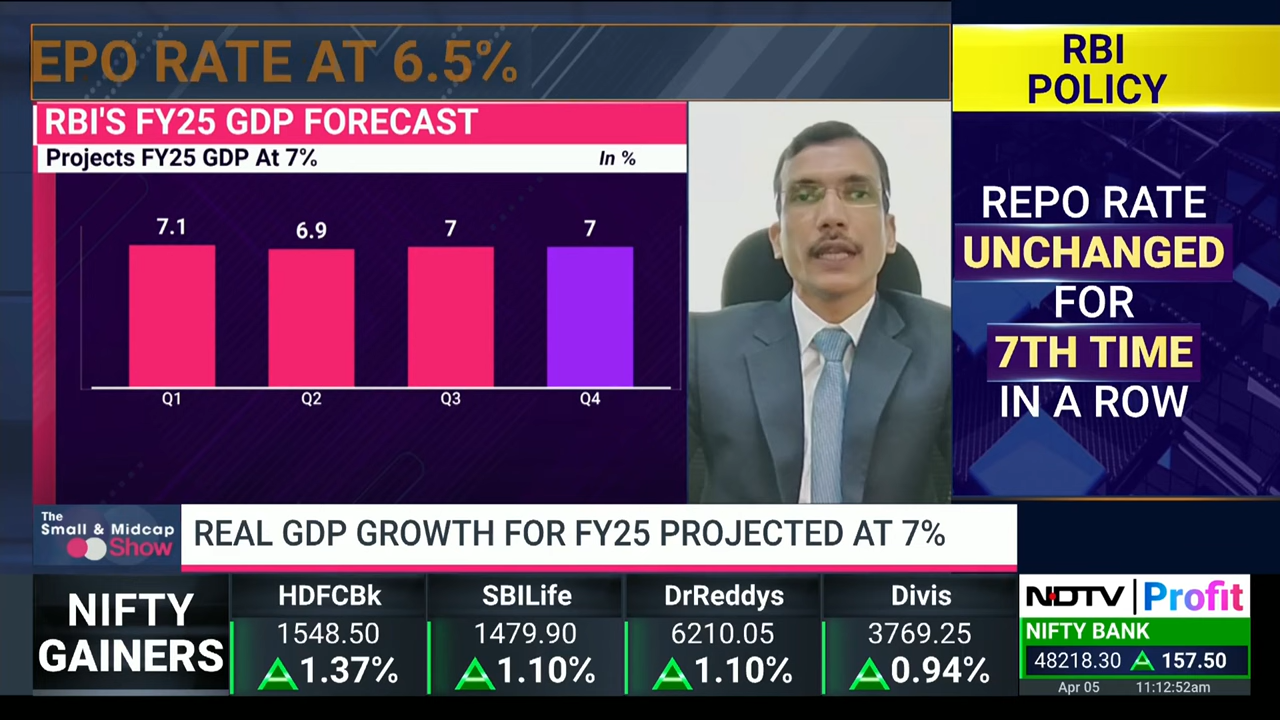 EPO RATE AT 6.5%
RBI'S FY25 GDP FORECAST
Projects FY25 GDP At 7%
In %
7.1
6.9
7
7
Q1
Q2
Q3
Q4
RBI
POLICY
REPO RATE
UNCHANGED
FOR
7TH TIME
IN A ROW
The
Small & Midcap
Show
REAL GDP GROWTH FOR FY25 PROJECTED AT 7%
NIFTY
GAINERS
HDFCBk
1548.50
1.37%
SBILife
1479.90
1.10%
DrReddys
6210.05
1.10%
Divis
3769.25
0.94%
NDTV Profit
NIFTY BANK
48218.30 157.50
Apr 05 11:12:52am